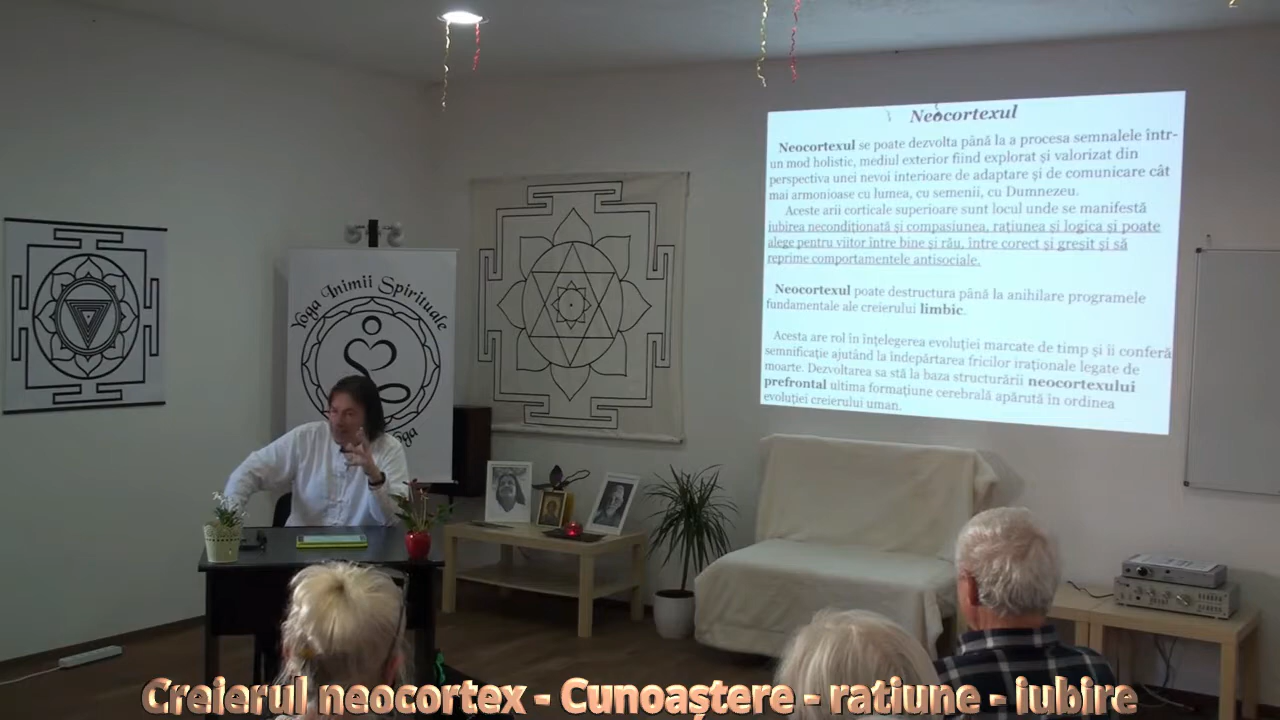 Neocortexul
Neocortexul se poate dezvolta până la a procesa semnalele într-
un mod holistic, mediul exterior fiind explorat și valorizat din
perspectiva unei nevoi interioare de adaptare și de comunicare cât
mai armonioase cu lumea, cu semenii, cu Dumnezeu.
Aceste arii corticale superioare sunt locul unde se manifestă
iubirea necondiționată și compasiunea, rațiunea și logica și poate
alege pentru viitor între bine și rău, între corect și greșit și să
reprime comportamentele antisociale.
Neocortexul poate destructura până la anihilare programele
fundamentale ale creierului limbic.
Acesta are rol in înțelegerea evoluției marcate de timp și ii conferă
semnificație ajutând la îndepărtarea fricilor iraționale legate de
moarte. Dezvoltarea sa stă la baza structurării neocortexului
prefrontal ultima formațiune cerebrală apărută în ordinea
evoluției creierului uman.
Yoga Inimii Spirituale
Yoga
Creierul neocortex - Cunoaștere - rațiune - iubire